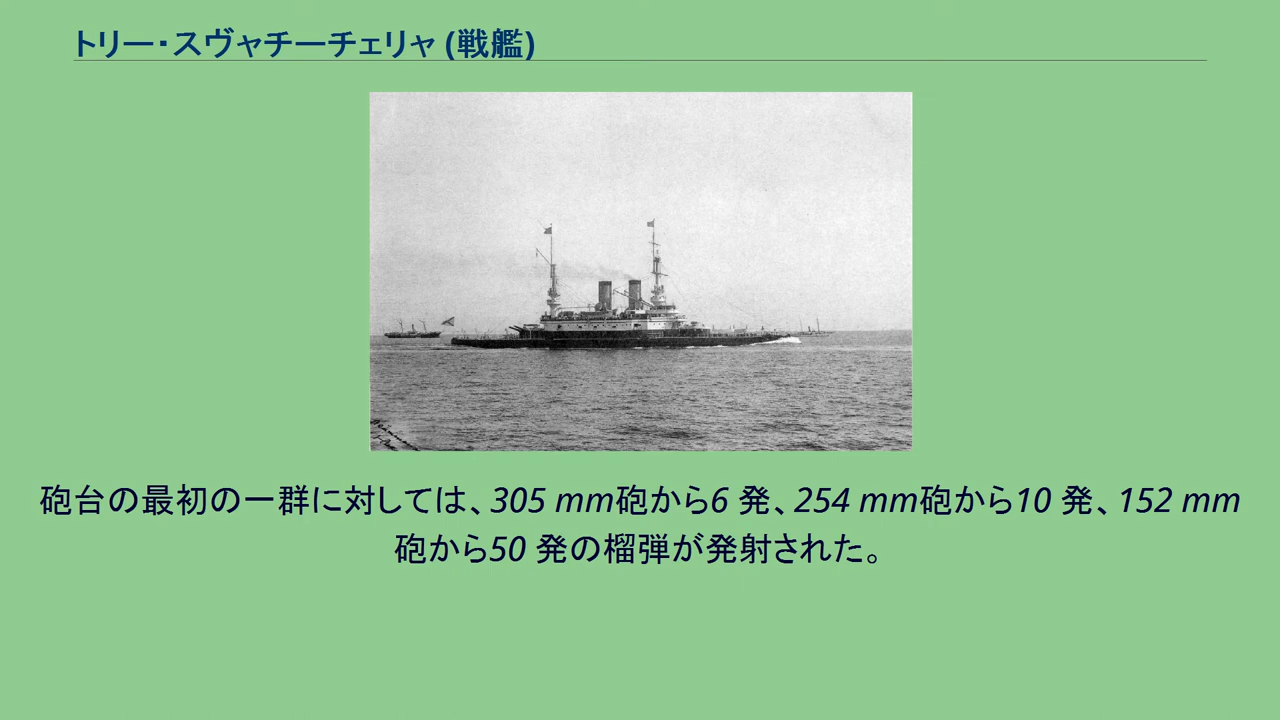 トリー・スヴャチーチェリャ (戦艦)
砲台の最初の一群に対しては、305 mm砲から6 発、254 mm砲から10 発、152 mm
砲から50 発の榴弾が発射された。